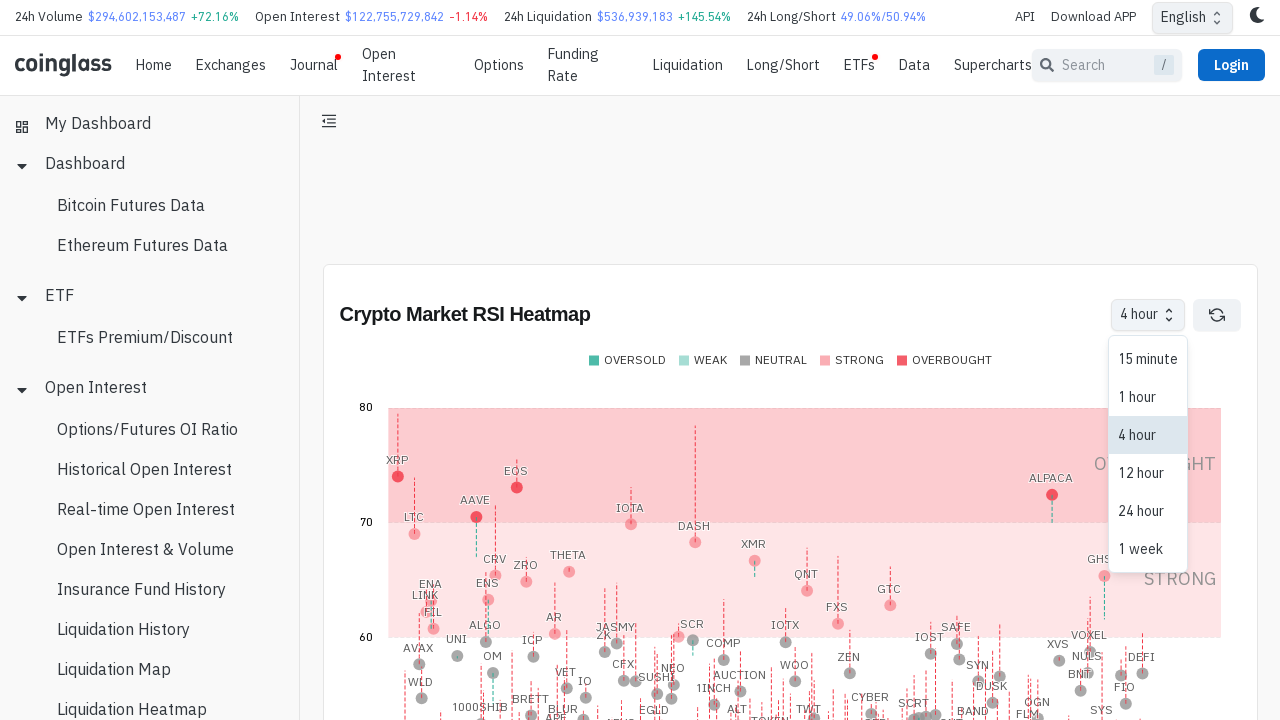 24h Volume $294,602,153,487 +72.16% Open Interest $122,755,729,842 -1.14% 24h Liquidation $536,939,183 +145.54% 24h Long/Short 49.06%/50.94% API Download APP English
coinglass Home Exchanges Journal Open Interest Options Funding Rate Liquidation Long/Short ETFs Data Supercharts Search / Login
My Dashboard
Dashboard
Bitcoin Futures Data
Ethereum Futures Data
ETF
ETFs Premium/Discount
Open Interest
Options/Futures OI Ratio
Historical Open Interest
Real-time Open Interest
Open Interest & Volume
Insurance Fund History
Liquidation History
Liquidation Map
Liquidation Heatmap
Crypto Market RSI Heatmap
4 hour
15 minute
1 hour
4 hour
12 hour
24 hour
1 week
OVERSOLD WEAK NEUTRAL STRONG OVERBOUGHT
80
XRP
EOS
ALPACA
AAVE
IOTA
LTC
70
DASH
XMR
CRV
ZRO
THETA
GHS
QNT
STRONG
ENA
ENS
GTC
LINK
FXS
FIL
AR
60
ALGO
JASMY
SCR
IOTX
SAFE
VOXEL
ZK
UNI
ICP
COMP
IOST
XVS
AVAX
OM
NULS
DEFI
ZEN
CFX
NEO
WOO
SYN
WLD
VET
IO
SUSHI
AUCTION
BNT
1INCH
DUSK
FIO
BRETT
CYBER
1000SHIB
BLUR
EGLD
ALT
TWT
SCRT
BAND
OGN
FLM
SYS